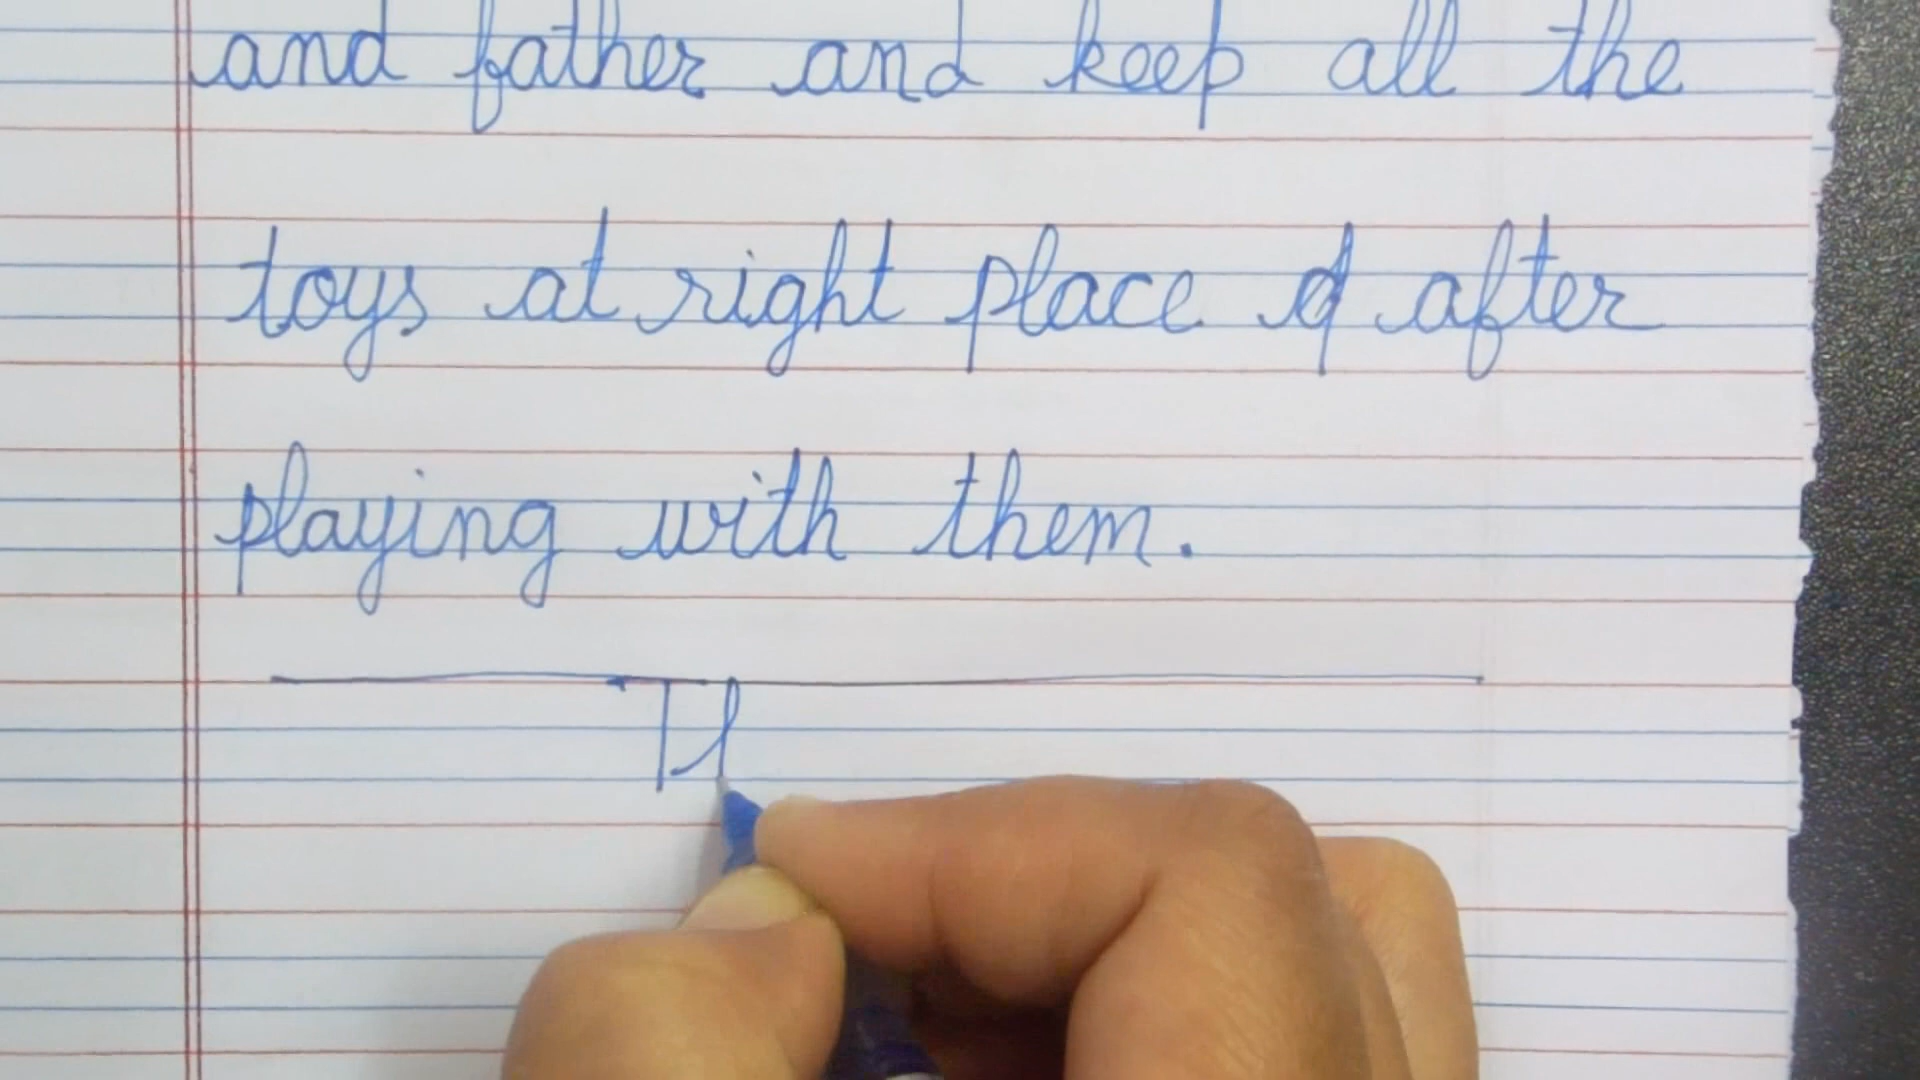 and father and keep all the
toys at right place after
playing with them.